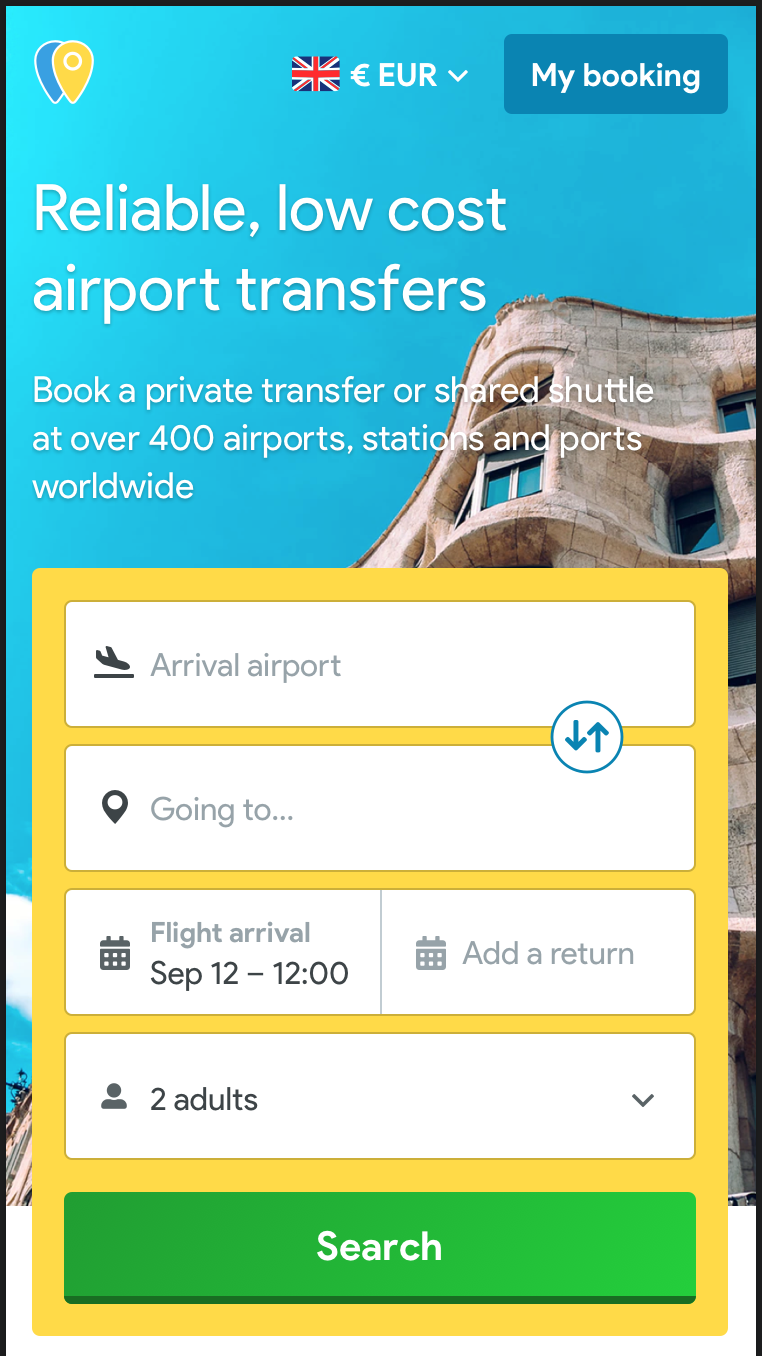 € EUR
My booking
Reliable, low cost
airport transfers
Book a private transfer or shared shuttle
at over 400 airports, stations and ports
worldwide
Arrival airport
Going to...
Flight arrival
Sep 12 – 12:00
Add a return
2 adults
Search